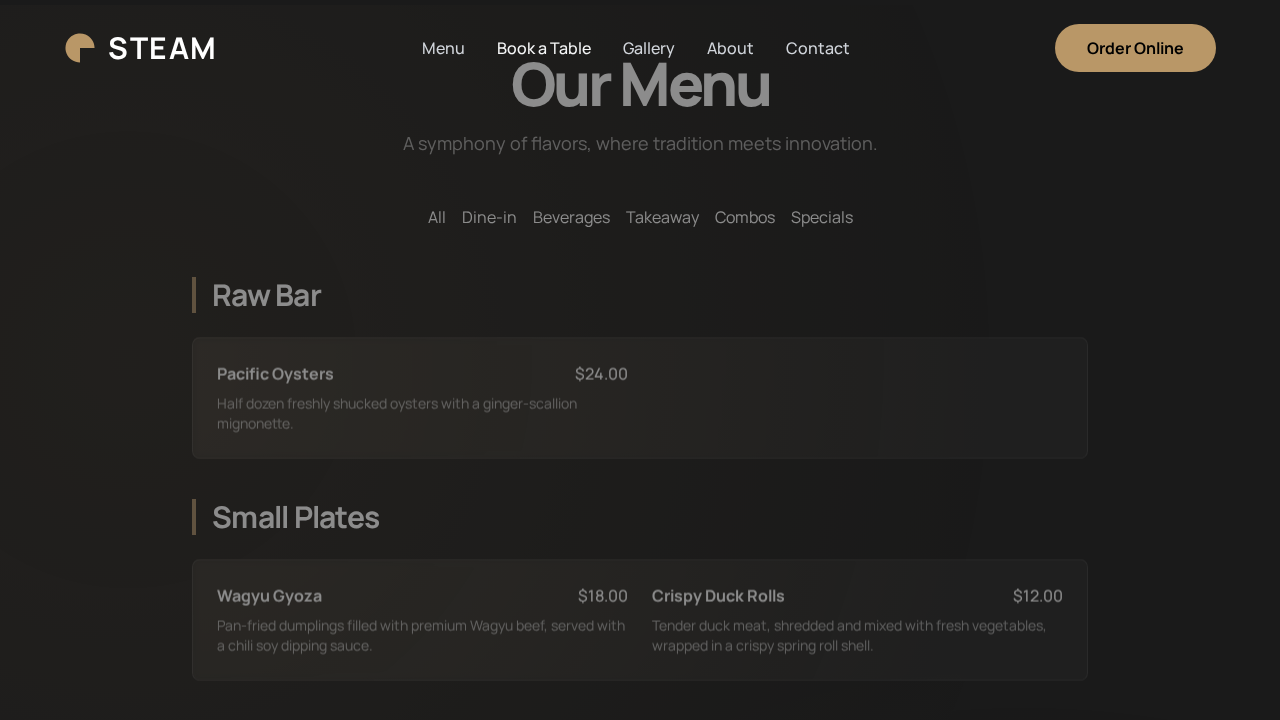 STEAM
Menu Book a Table Gallery About Contact
Order Online
Our Menu
A symphony of flavors, where tradition meets innovation.
All Dine-in Beverages Takeaway Combos Specials
Raw Bar
Pacific Oysters $24.00
Half dozen freshly shucked oysters with a ginger-scallion
mignonette.
Small Plates
Wagyu Gyoza $18.00
Pan-fried dumplings filled with premium Wagyu beef, served with
a chili soy dipping sauce.
Crispy Duck Rolls $12.00
Tender duck meat, shredded and mixed with fresh vegetables,
wrapped in a crispy spring roll shell.